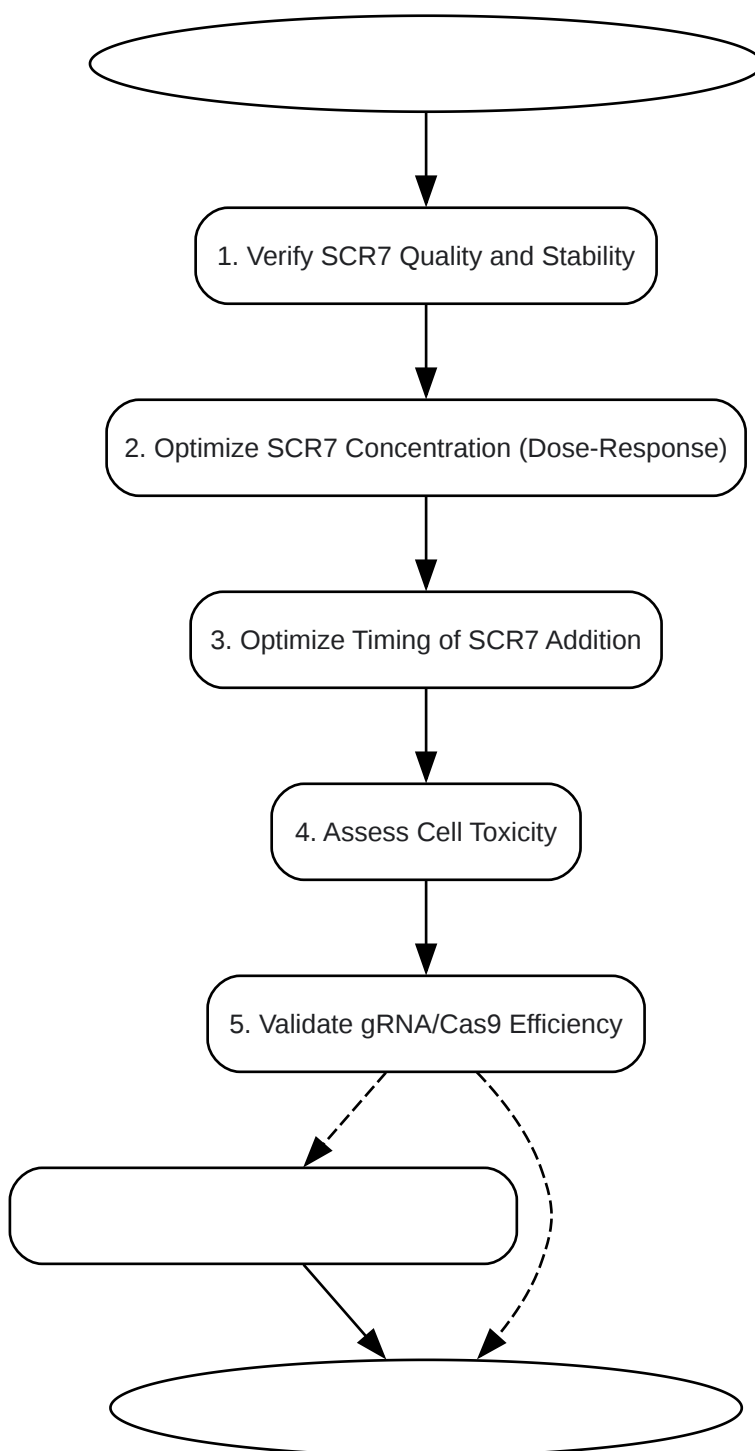 1. Verify SCR7 Quality and Stability
2. Optimize SCR7 Concentration (Dose-Response)
3. Optimize Timing of SCR7 Addition
4. Assess Cell Toxicity
5. Validate gRNA/Cas9 Efficiency